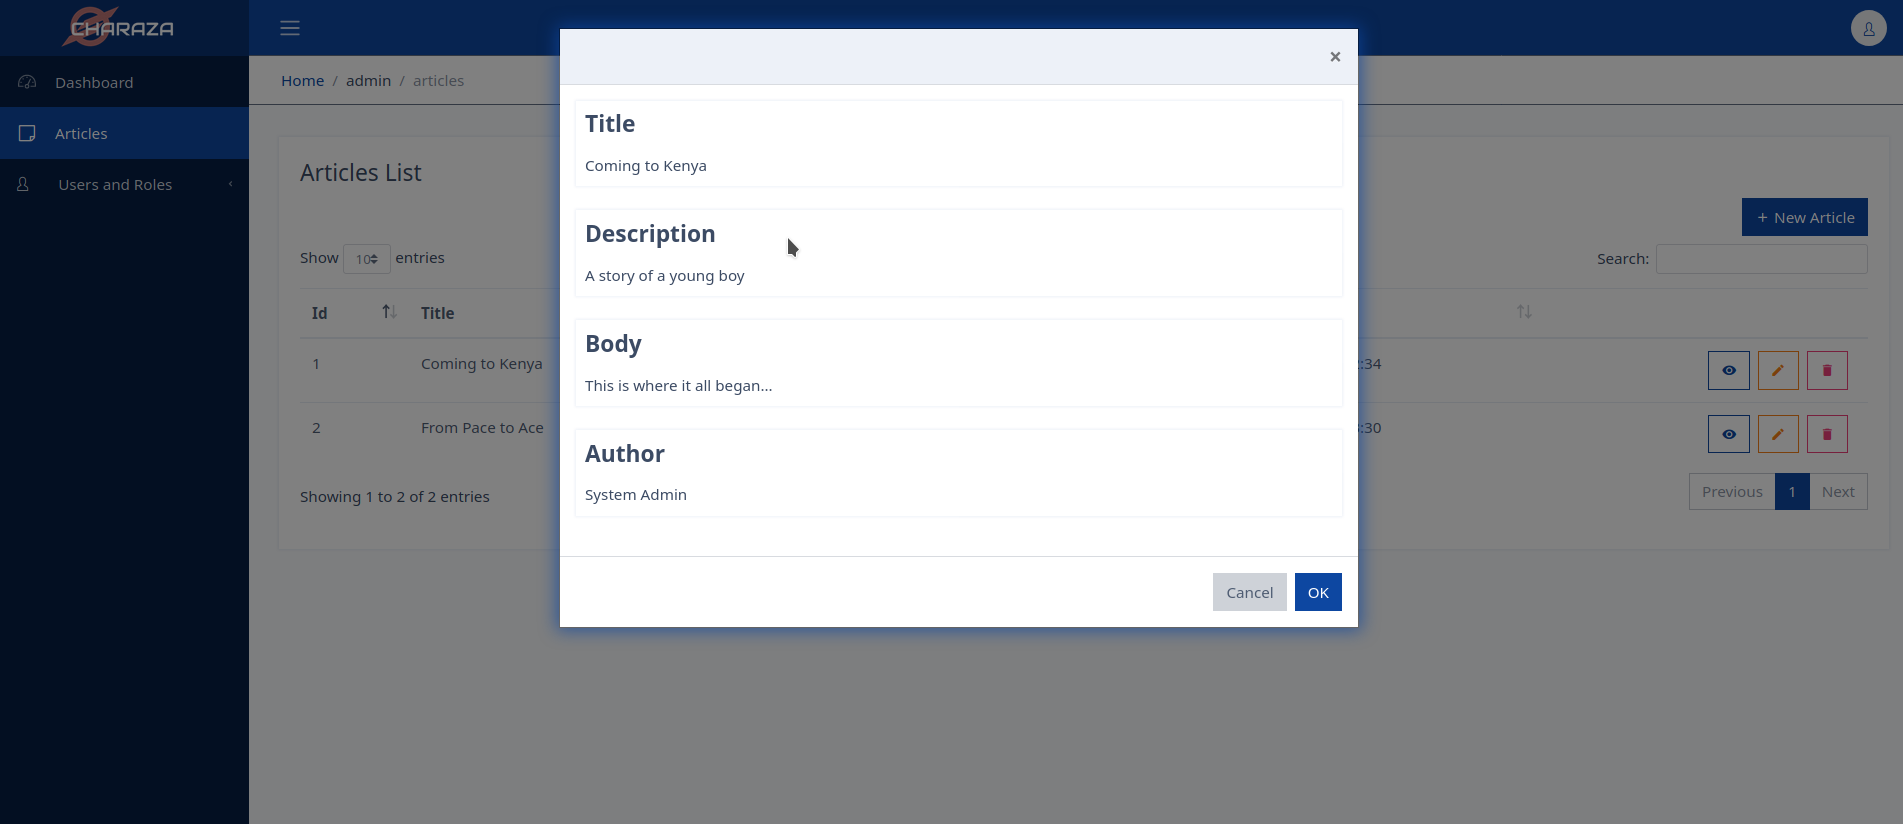 CHARAZA
Dashboard
Articles
Users and Roles
Home / admin / articles
Articles List
+ New Article
Show 10 entries
Search:
Id Title
1 Coming to Kenya :34
2 From Pace to Ace :30
Showing 1 to 2 of 2 entries
Previous 1 Next
×
Title
Coming to Kenya
Description
A story of a young boy
Body
This is where it all began...
Author
System Admin
Cancel OK